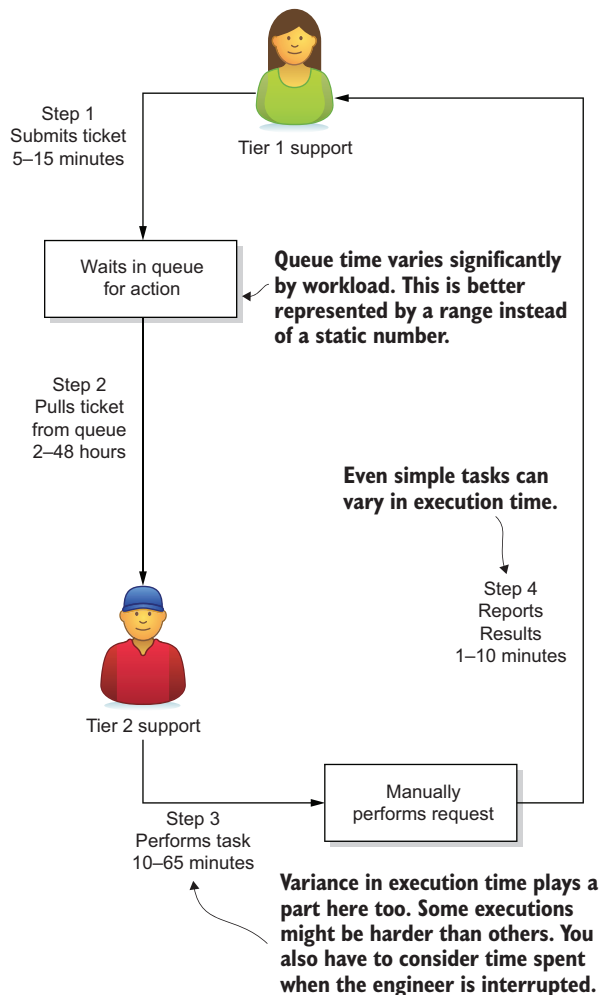 Step 1
Submits ticket
5–15 minutes
Tier 1 support
Waits in queue
for action
Queue time varies significantly
by workload. This is better
represented by a range instead
of a static number.
Step 2
Pulls ticket
from queue
2–48 hours
Even simple tasks can
vary in execution time.
Step 4
Reports
Results
1–10 minutes
Tier 2 support
Manually
performs request
Step 3
Performs task
10–65 minutes
Variance in execution time plays a
part here too. Some executions
might be harder than others. You
also have to consider time spent
when the engineer is interrupted.